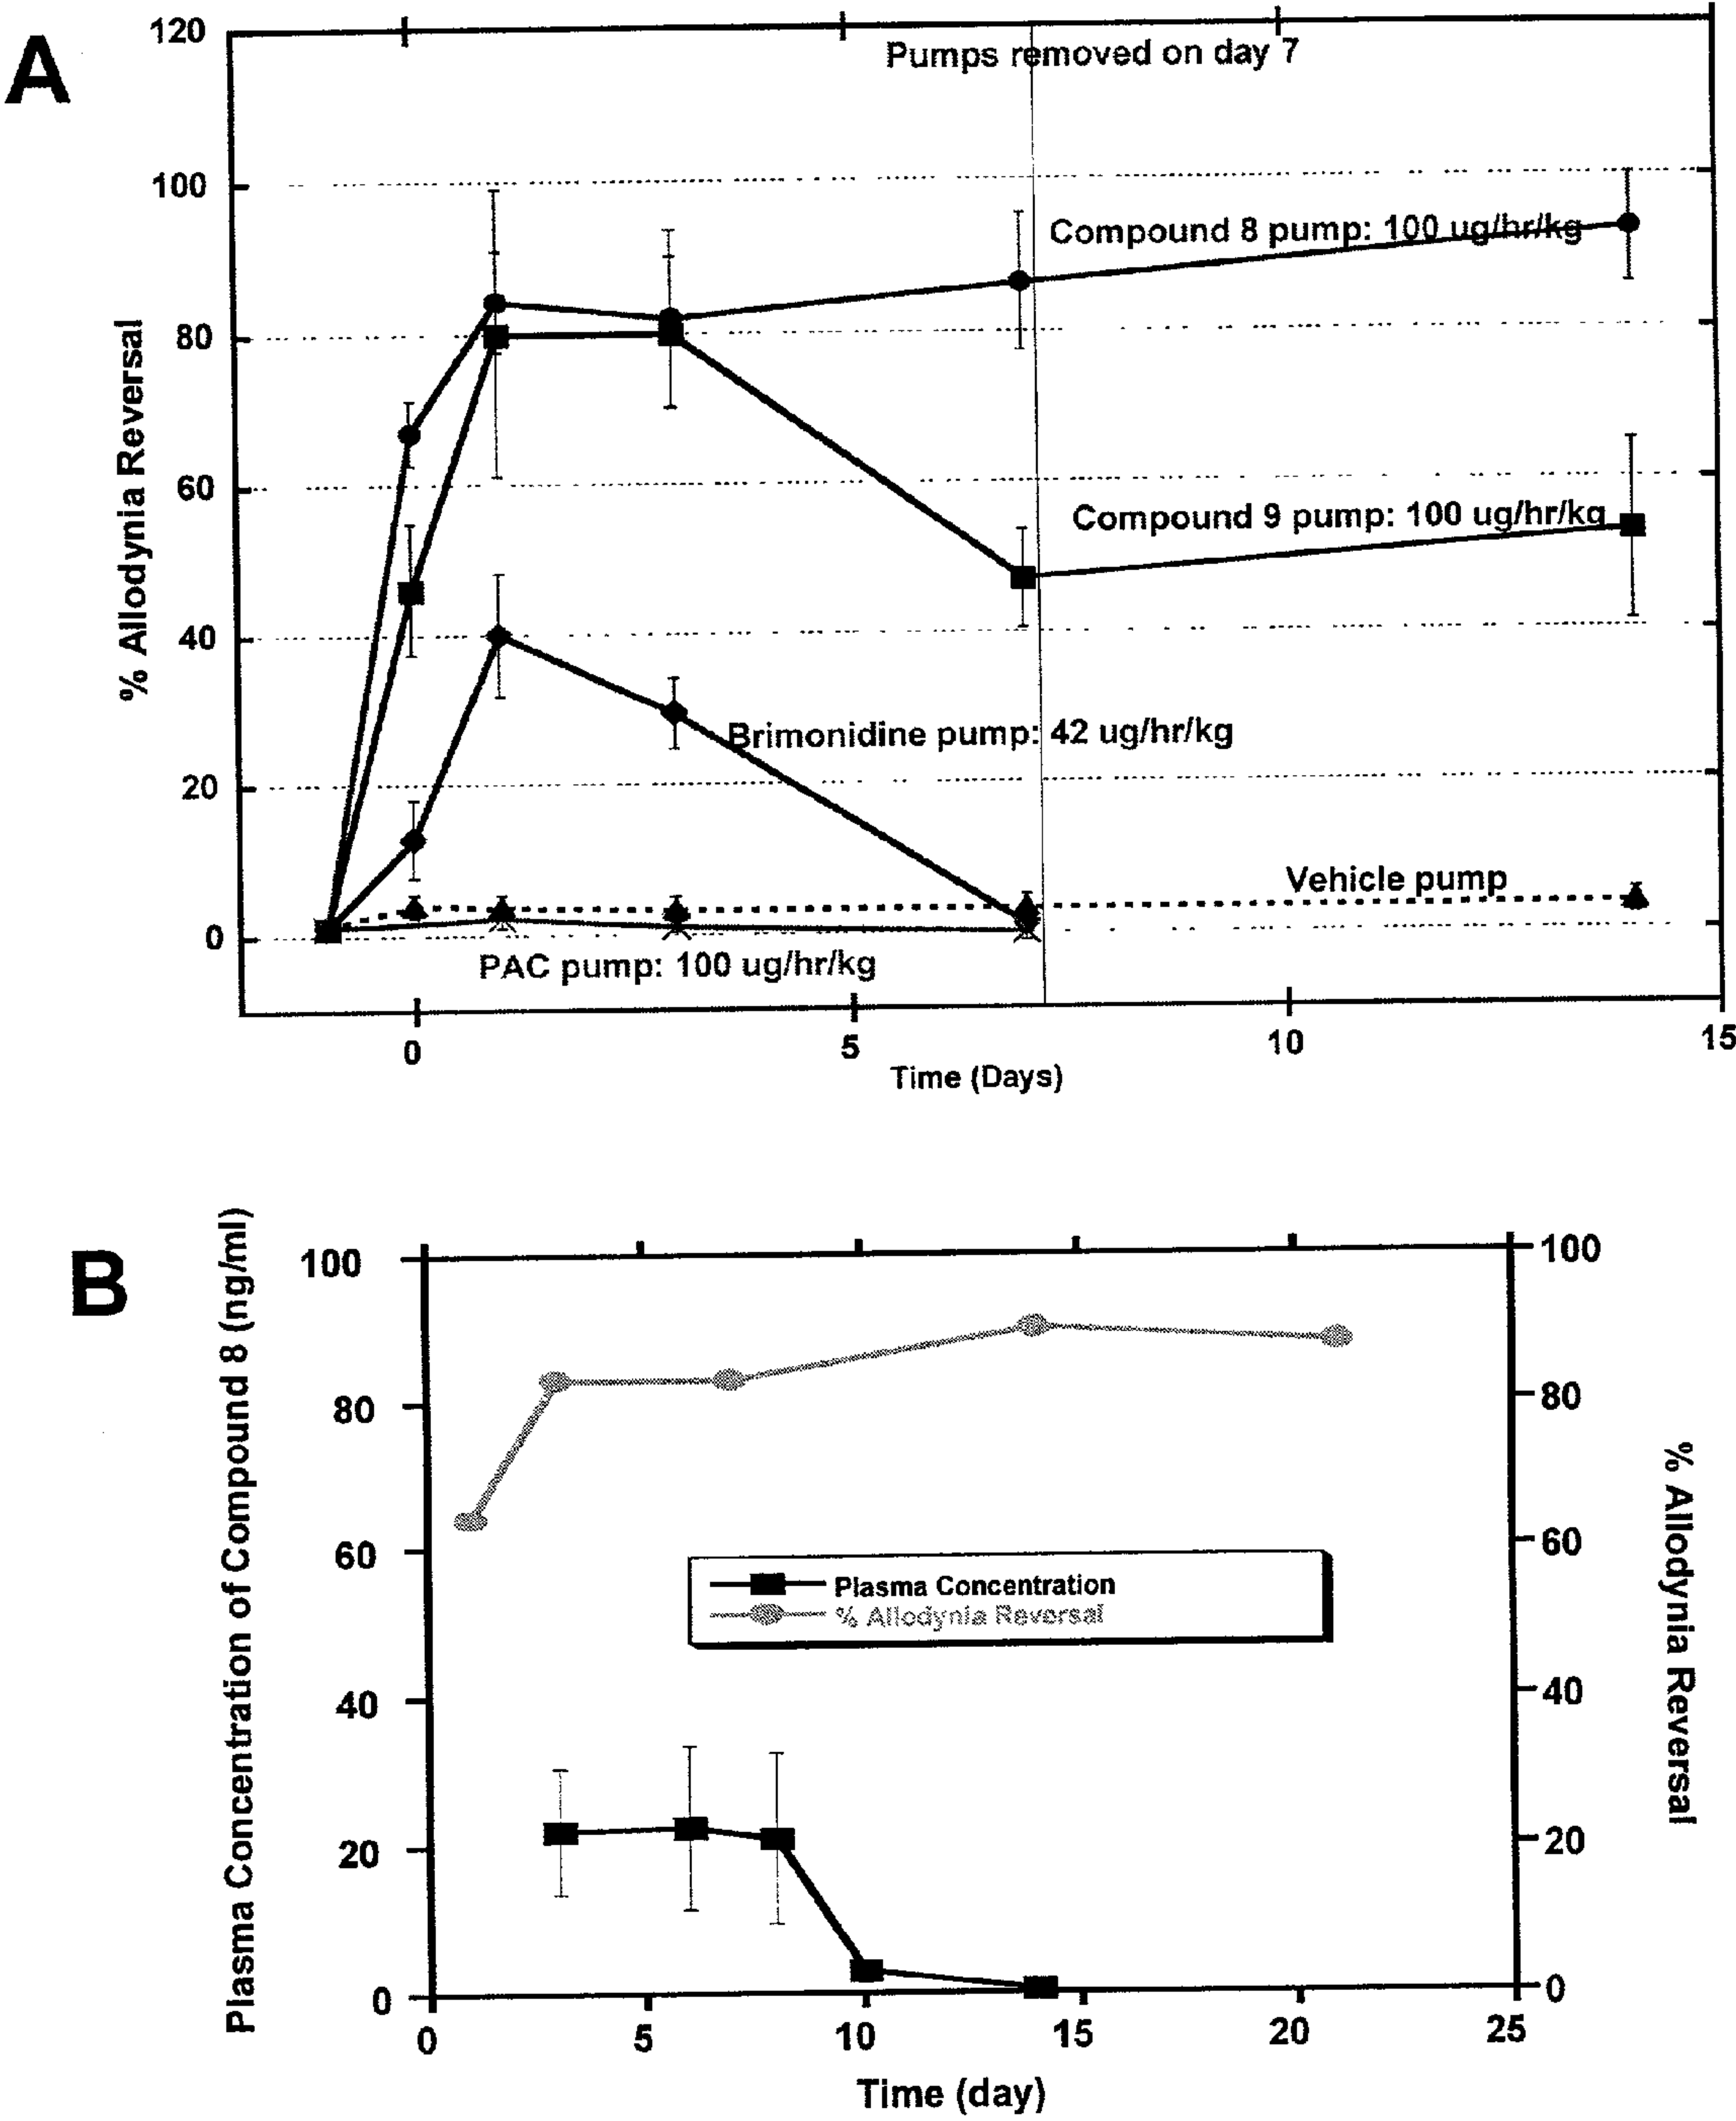 A
120
Pumps removed on day 7
100
Compound 8 pump: 100 ug/hr/kg
80
% Allodynia Reversal
60
Compound 9 pump: 100 ug/hr/kg
40
Brimonidine pump: 42 ug/hr/kg
20
Vehicle pump
0
PAC pump: 100 ug/hr/kg
0 5 10 15
Time (Days)
B
Plasma Concentration of Compound 8 (ng/ml)
100 100
80 80
60 60
Plasma Concentration
% Allodynia Reversal
40 40
20 20
0 0
% Allodynia Reversal
0 5 10 15 20 25
Time (day)